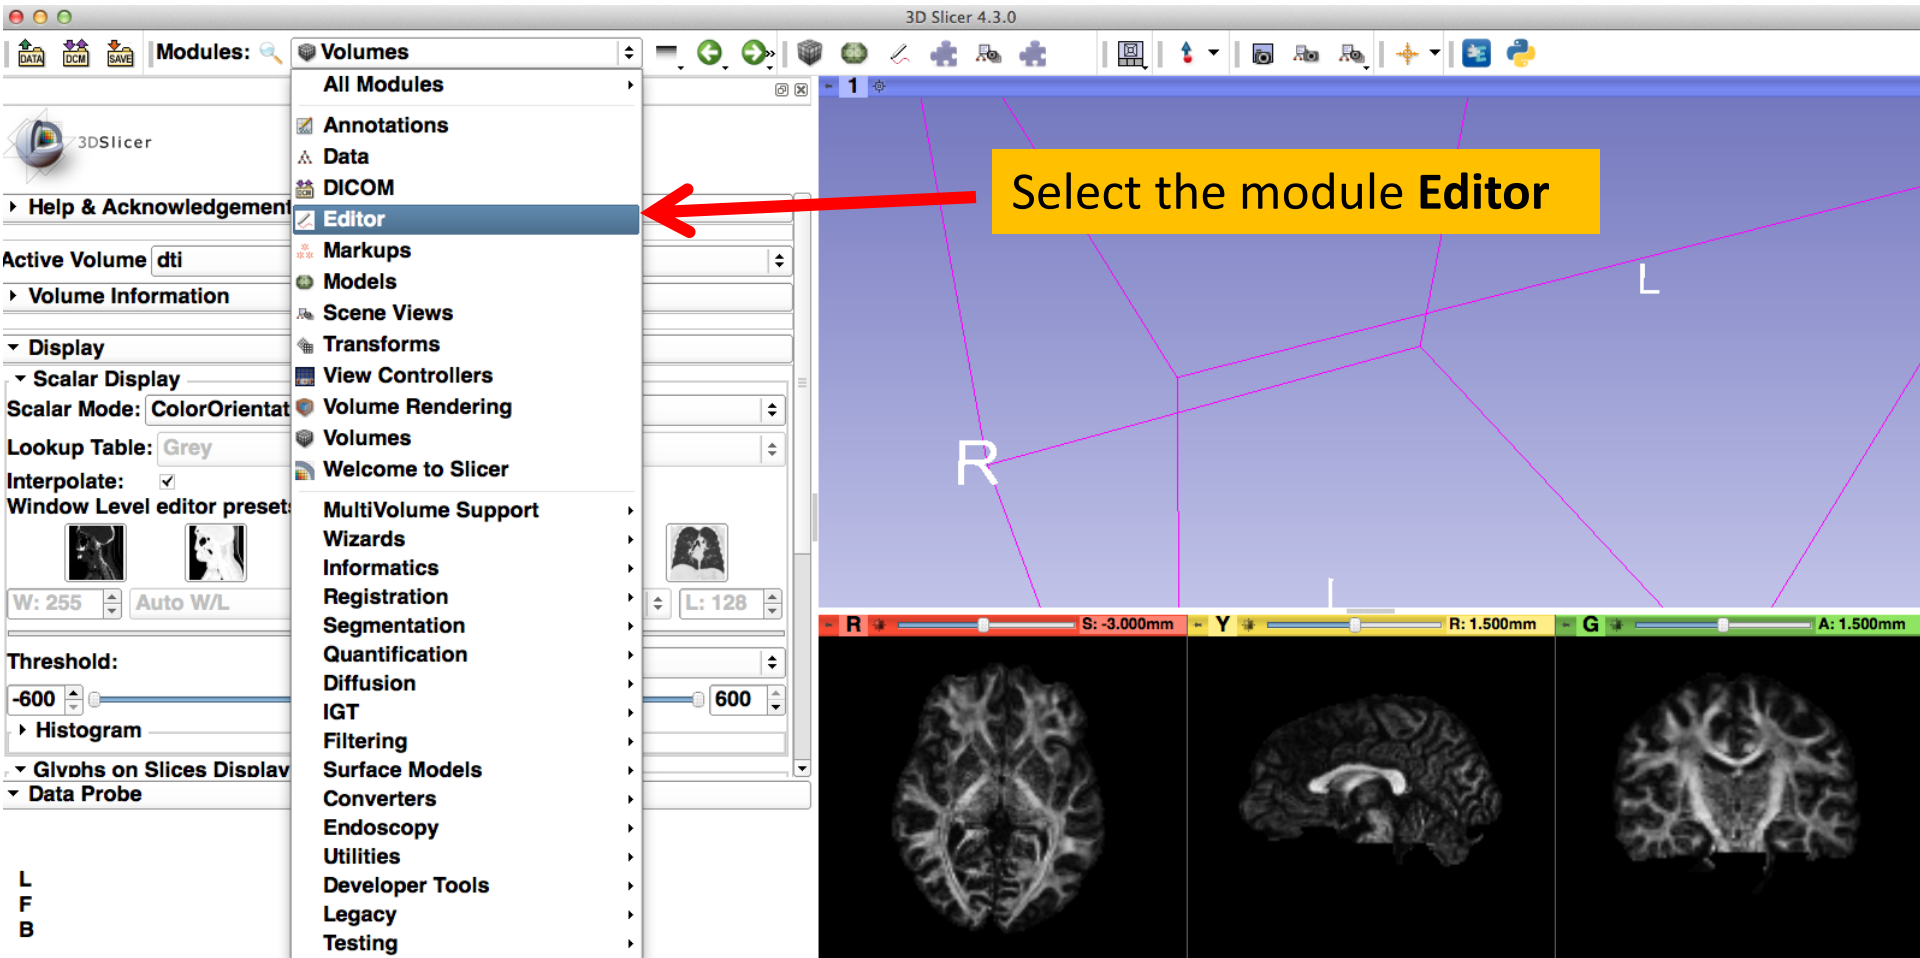 3D Slicer 4.3.0
DATA DCM SAVE Modules: Volumes
All Modules
Annotations
Data
DICOM
Editor
Markups
Models
Scene Views
Transforms
View Controllers
Volume Rendering
Volumes
Welcome to Slicer
MultiVolume Support
Wizards
Informatics
Registration
Segmentation
Quantification
Diffusion
IGT
Filtering
Surface Models
Converters
Endoscopy
Utilities
Developer Tools
Legacy
Testing
3DSlicer
Help & Acknowledgement
Active Volume dti
Volume Information
Display
Scalar Display
Scalar Mode: ColorOrientat
Lookup Table: Grey
Interpolate:
Window Level editor presets
W: 255 Auto W/L L: 128
Threshold:
-600 600
Histogram
Glyphs on Slices Display
Data Probe
L
F
B
1
Select the module Editor
L
R
R S: -3.000mm
Y R: 1.500mm
G A: 1.500mm